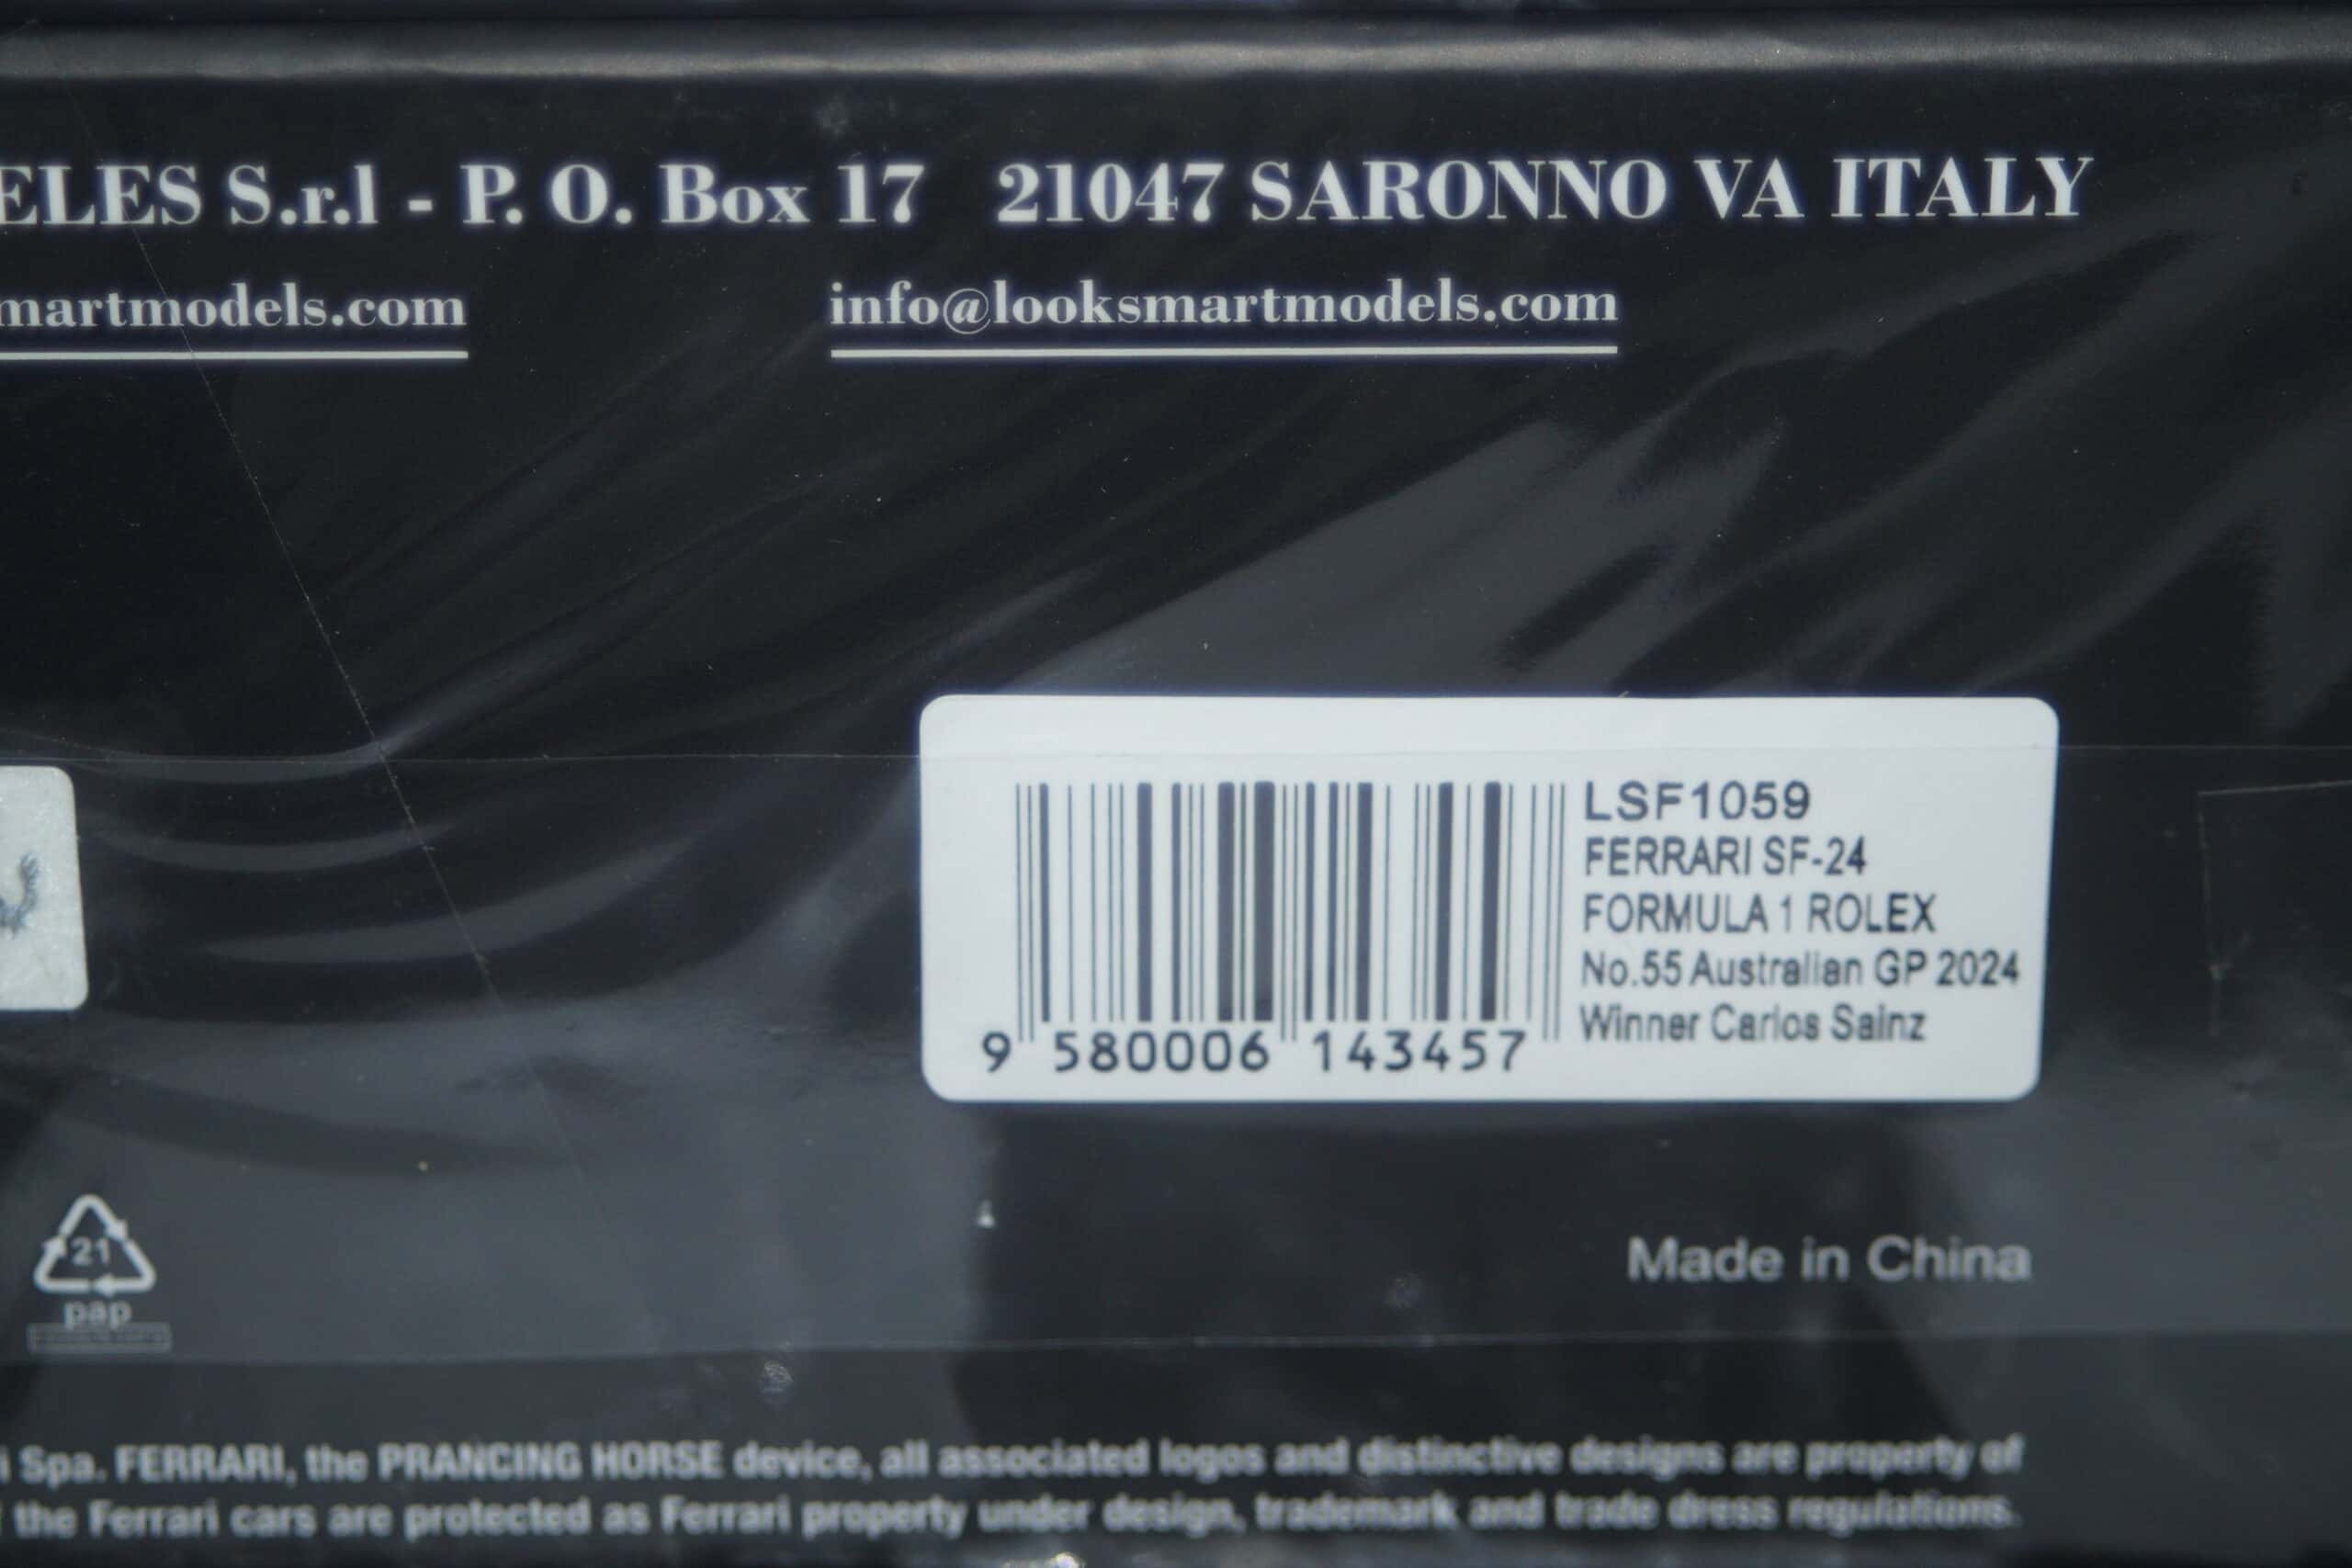 ELES S.r.l - P. O. Box 17 21047 SARONNO VA ITALY
martmodels.com info@looksmartmodels.com
LSF1059
FERRARI SF-24
FORMULA 1 ROLEX
No.55 Australian GP 2024
Winner Carlos Sainz
9 580006 143457
21
pap
Made in China
i Spa. FERRARI, the PRANCING HORSE device, all associated logos and distinctive designs are property of
the Ferrari cars are protected as Ferrari property under design, trademark and trade dress regulations.